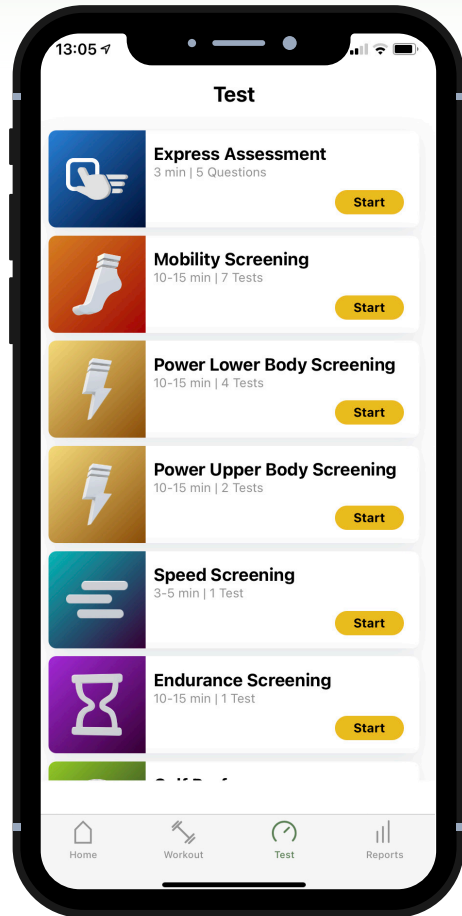 13:05
Test
Express Assessment
3 min | 5 Questions
Start
Mobility Screening
10-15 min | 7 Tests
Start
Power Lower Body Screening
10-15 min | 4 Tests
Start
Power Upper Body Screening
10-15 min | 2 Tests
Start
Speed Screening
3-5 min | 1 Test
Start
Endurance Screening
10-15 min | 1 Test
Start
Home
Workout
Test
Reports